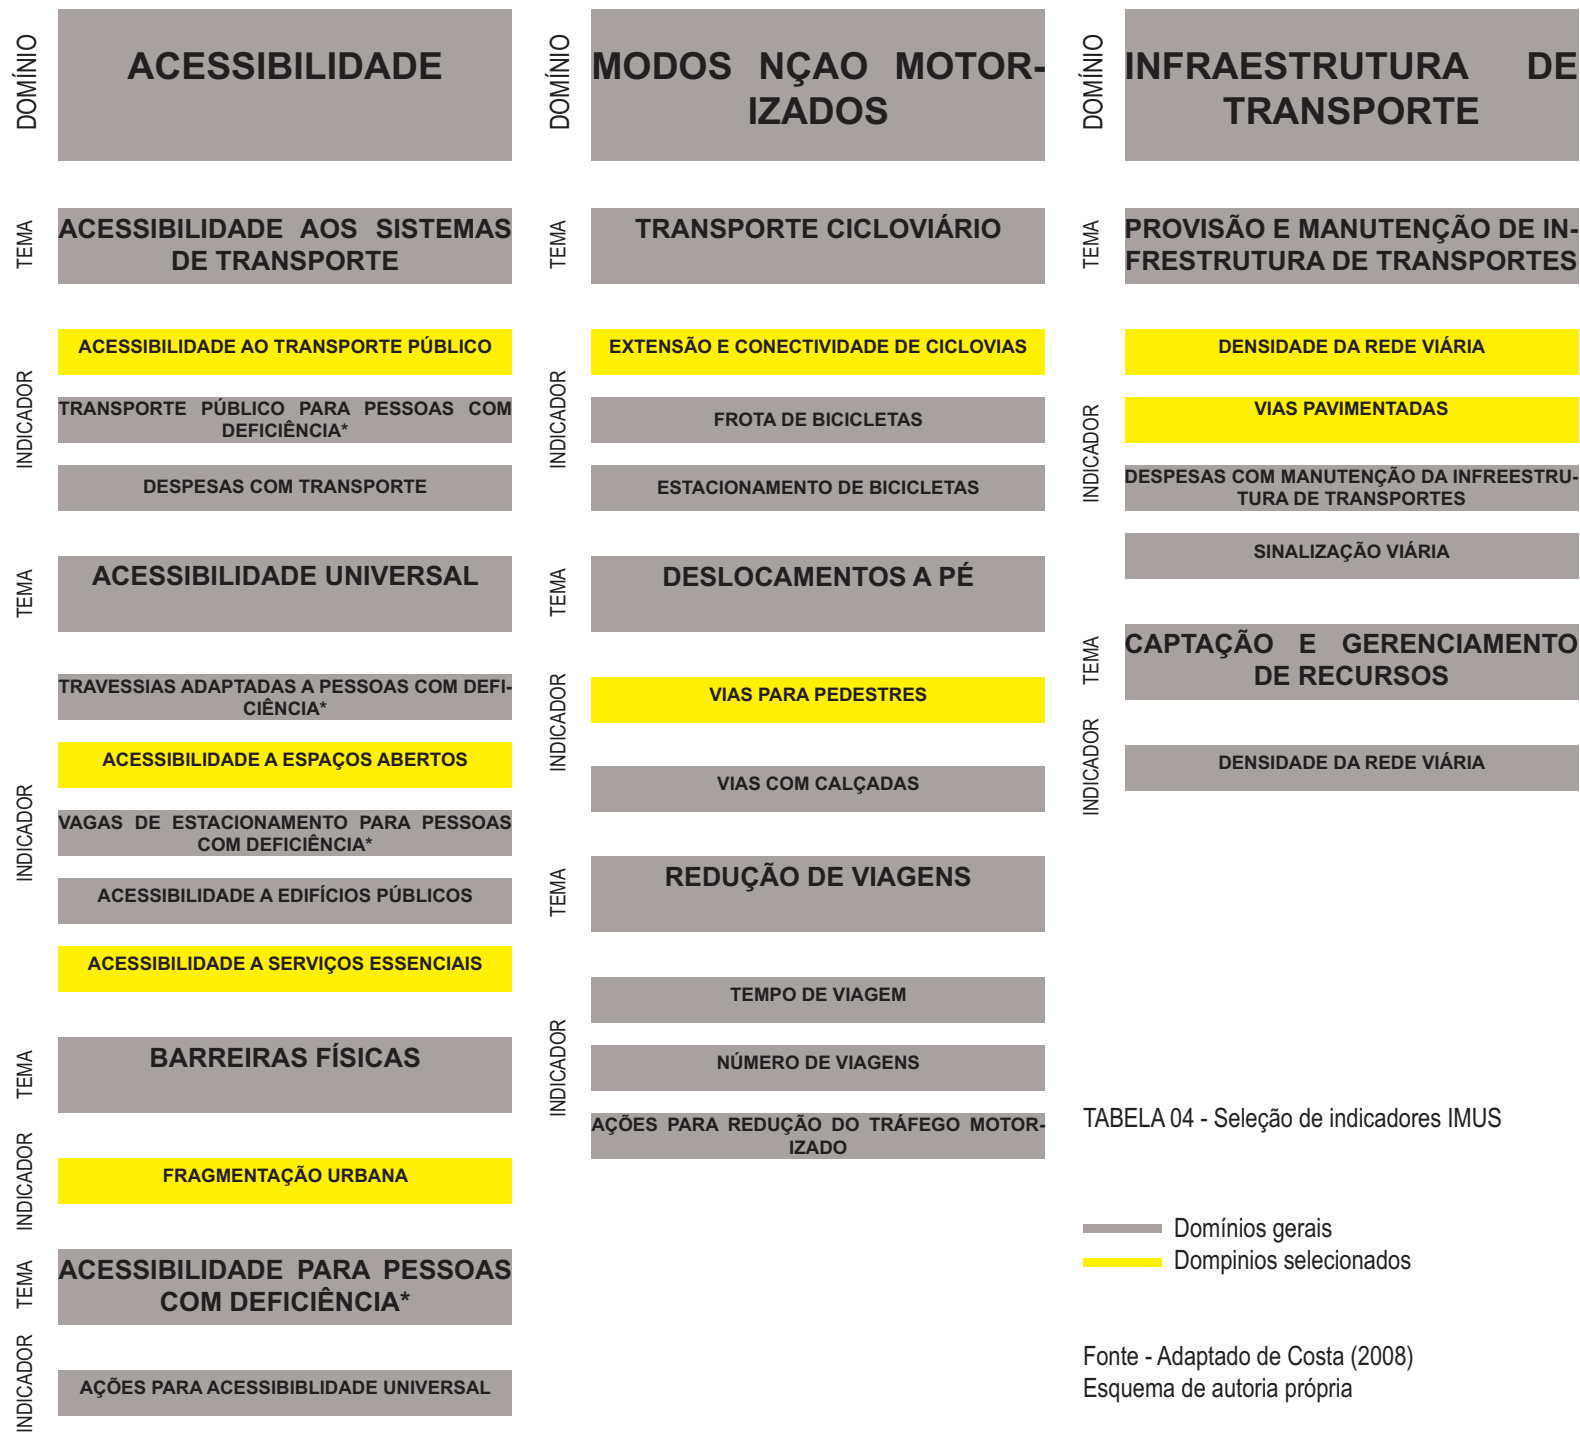 DOMÍNIO
ACESSIBILIDADE
TEMA
ACESSIBILIDADE AOS SISTEMAS
DE TRANSPORTE
INDICADOR
ACESSIBILIDADE AO TRANSPORTE PÚBLICO
TRANSPORTE PÚBLICO PARA PESSOAS COM
DEFICIÊNCIA*
DESPESAS COM TRANSPORTE
TEMA
ACESSIBILIDADE UNIVERSAL
INDICADOR
TRAVESSIAS ADAPTADAS A PESSOAS COM DEFI-
CIÊNCIA*
ACESSIBILIDADE A ESPAÇOS ABERTOS
VAGAS DE ESTACIONAMENTO PARA PESSOAS
COM DEFICIÊNCIA*
ACESSIBILIDADE A EDIFÍCIOS PÚBLICOS
ACESSIBILIDADE A SERVIÇOS ESSENCIAIS
TEMA
BARREIRAS FÍSICAS
INDICADOR
FRAGMENTAÇÃO URBANA
TEMA
ACESSIBILIDADE PARA PESSOAS
COM DEFICIÊNCIA*
INDICADOR
AÇÕES PARA ACESSIBIBLIDADE UNIVERSAL
DOMÍNIO
MODOS NÇAO MOTOR-
IZADOS
TEMA
TRANSPORTE CICLOVIÁRIO
INDICADOR
EXTENSÃO E CONECTIVIDADE DE CICLOVIAS
FROTA DE BICICLETAS
ESTACIONAMENTO DE BICICLETAS
TEMA
DESLOCAMENTOS A PÉ
INDICADOR
VIAS PARA PEDESTRES
VIAS COM CALÇADAS
TEMA
REDUÇÃO DE VIAGENS
INDICADOR
TEMPO DE VIAGEM
NÚMERO DE VIAGENS
AÇÕES PARA REDUÇÃO DO TRÁFEGO MOTOR-
IZADO
DOMÍNIO
INFRAESTRUTURA DE
TRANSPORTE
TEMA
PROVISÃO E MANUTENÇÃO DE IN-
FRESTRUTURA DE TRANSPORTES
INDICADOR
DENSIDADE DA REDE VIÁRIA
VIAS PAVIMENTADAS
DESPESAS COM MANUTENÇÃO DA INFREESTRU-
TURA DE TRANSPORTES
SINALIZAÇÃO VIÁRIA
TEMA
CAPTAÇÃO E GERENCIAMENTO
DE RECURSOS
INDICADOR
DENSIDADE DA REDE VIÁRIA
TABELA 04 - Seleção de indicadores IMUS
Domínios gerais
Dompinios selecionados
Fonte - Adaptado de Costa (2008)
Esquema de autoria própria